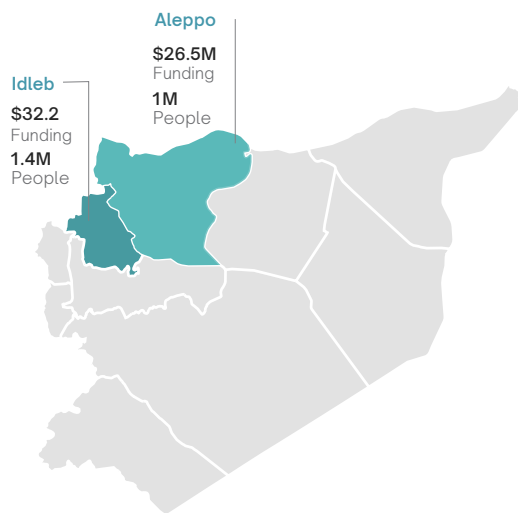 Aleppo
$26.5M
Funding
1M
People
Idleb
$32.2
Funding
1.4M
People